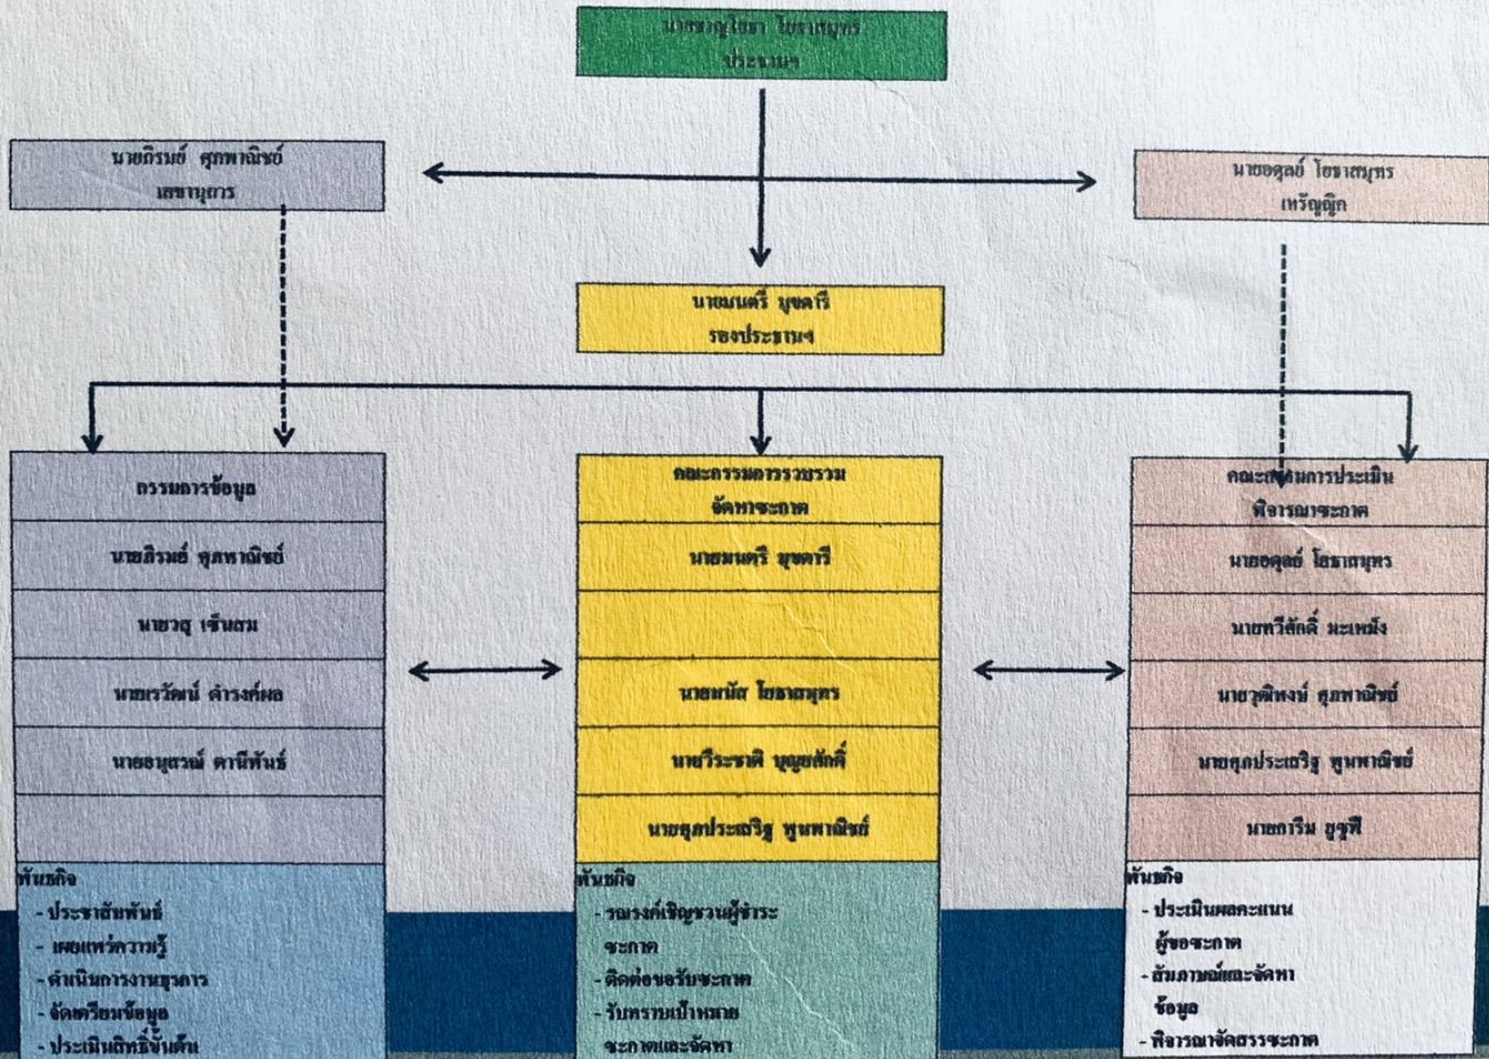 นายชาญโยธา โยธาสมุทร
ประธานฯ
นายภิรมย์ ศุภพาณิชย์
เลขานุการ
นายอดุลย์ โยธาสมุทร
เหรัญญิก
นายมนตรี มุขตารี
รองประธานฯ
กรรมการข้อมูล
นายภิรมย์ ศุภพาณิชย์
นายวสุ เซ็นสม
นายรวัฒน์ ดำรงค์ผล
นายอนุสรณ์ ดานีพันธ์
พันธกิจ
- ประชาสัมพันธ์
- เผยแพร่ความรู้
- ดำเนินการงานธุรการ
- จัดเตรียมข้อมูล
- ประเมินสิทธิ์ขั้นต้น
คณะกรรมการรวบรวม
จัดหาซะกาต
นายมนตรี มุขตารี
นายมนัส โยธาสมุทร
นายวีระชาติ บุญยศักดิ์
นายศุภประเสริฐ พูนพาณิชย์
พันธกิจ
- รณรงค์เชิญชวนผู้ชำระ
ซะกาต
- ติดต่อขอรับซะกาต
- รับทราบเป้าหมาย
ซะกาตและจัดหา
คณะกรรมการประเมิน
พิจารณาซะกาต
นายอดุลย์ โยธาสมุทร
นายทวีศักดิ์ มะเหม็ง
นายวุฒิพงษ์ ศุภพาณิชย์
นายศุภประเสริฐ พูนพาณิชย์
นายการีม ยูซูฟี
พันธกิจ
- ประเมินผลคะแนน
ผู้ขอซะกาต
- สัมภาษณ์และจัดหา
ข้อมูล
- พิจารณาจัดสรรซะกาต